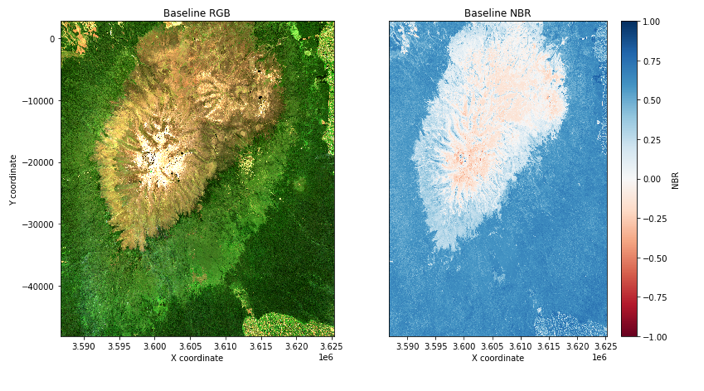 Baseline RGB
Baseline NBR
Y coordinate
0
−10000
−20000
−30000
−40000
3.590 3.595 3.600 3.605 3.610 3.615 3.620 3.625
1e6
X coordinate
3.590 3.595 3.600 3.605 3.610 3.615 3.620 3.625
1e6
X coordinate
1.00
0.75
0.50
0.25
0.00
−0.25
−0.50
−0.75
−1.00
NBR